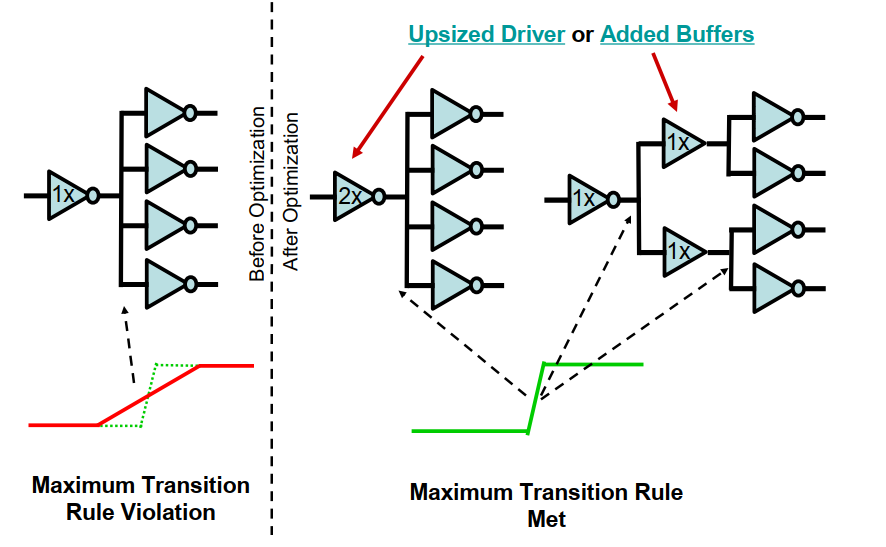 Upsized Driver or Added Buffers
Before Optimization
After Optimization
1x
2x
1x
1x
1x
Maximum Transition
Rule Violation
Maximum Transition Rule
Met